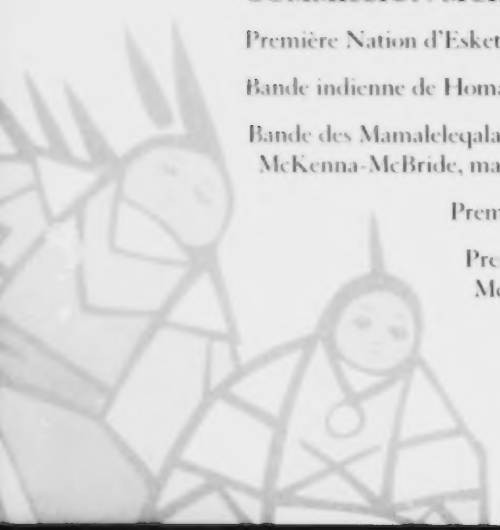 Première Nation d'Esket
Bande indienne de Homa
Bande des Mamaleleqala
McKenna-McBride, ma
Prem
Pre
Mc